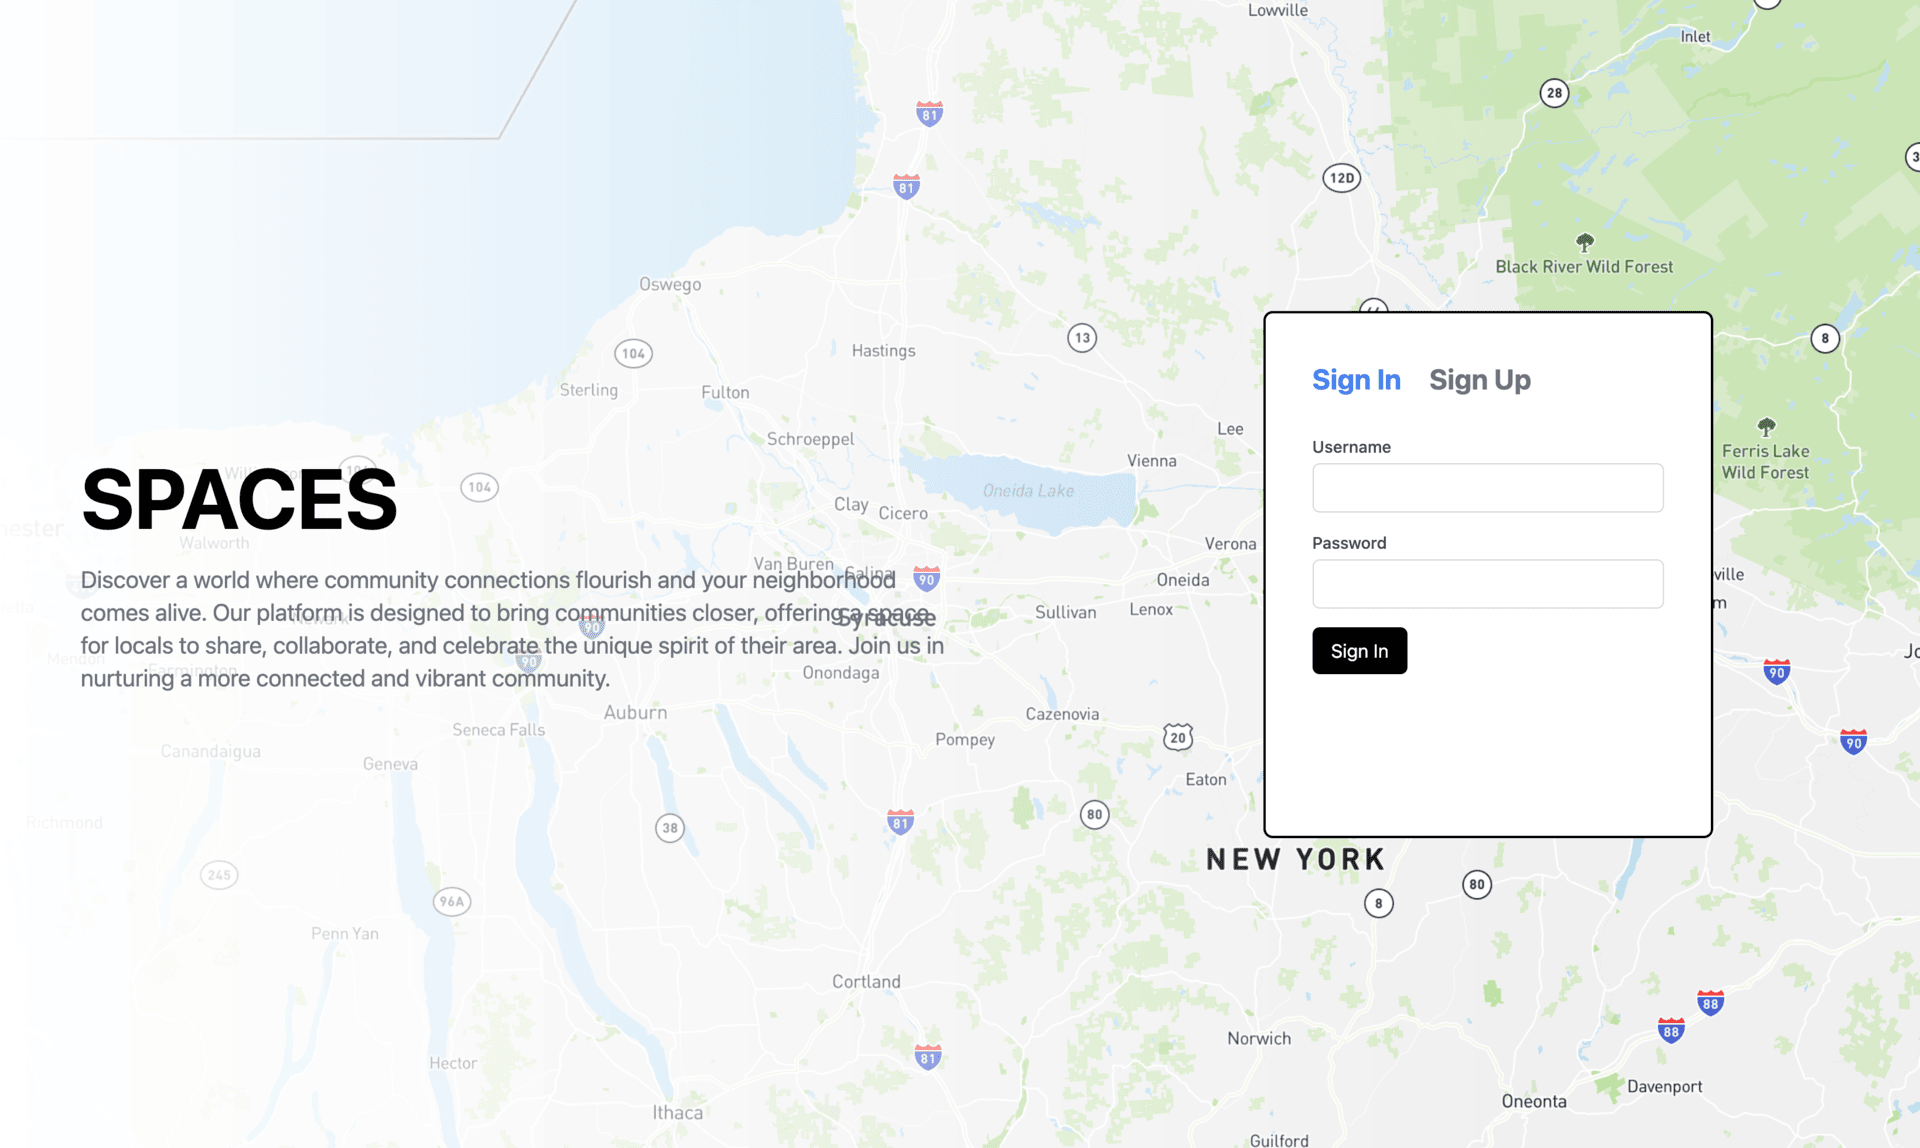 Lowville
Inlet
28
81
12D
81
Black River Wild Forest
Oswego
13
8
104
Hastings
Sterling
Fulton
Sign In Sign Up
Lee
Schroeppel
Username
Vienna
Ferris Lake
Wild Forest
104
Oneida Lake
SPACES
Clay
Cicero
Walworth
Verona
Password
Van Buren
Salina
90
Oneida
Discover a world where community connections flourish and your neighborhood
comes alive. Our platform is designed to bring communities closer, offering a space
for locals to share, collaborate, and celebrate the unique spirit of their area. Join us in
nurturing a more connected and vibrant community.
Syracuse
Sullivan
Lenox
Newark
90
90
Mendon
Farmington
Sign In
Onondaga
90
Auburn
Cazenovia
Seneca Falls
Pompey
20
90
Canandaigua
Geneva
Eaton
Richmond
38
81
80
NEW YORK
245
96A
8
80
Penn Yan
Cortland
88
88
Norwich
Hector
81
Davenport
Oneonta
Ithaca
Guilford